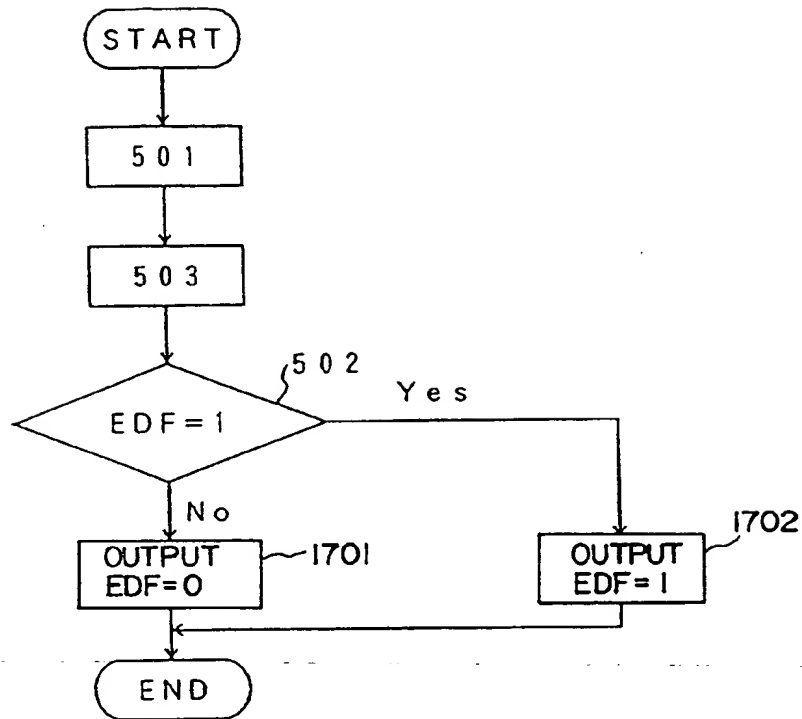 START
501
503
502
EDF=1
Yes
No
OUTPUT
EDF=0
1701
OUTPUT
EDF=1
1702
END